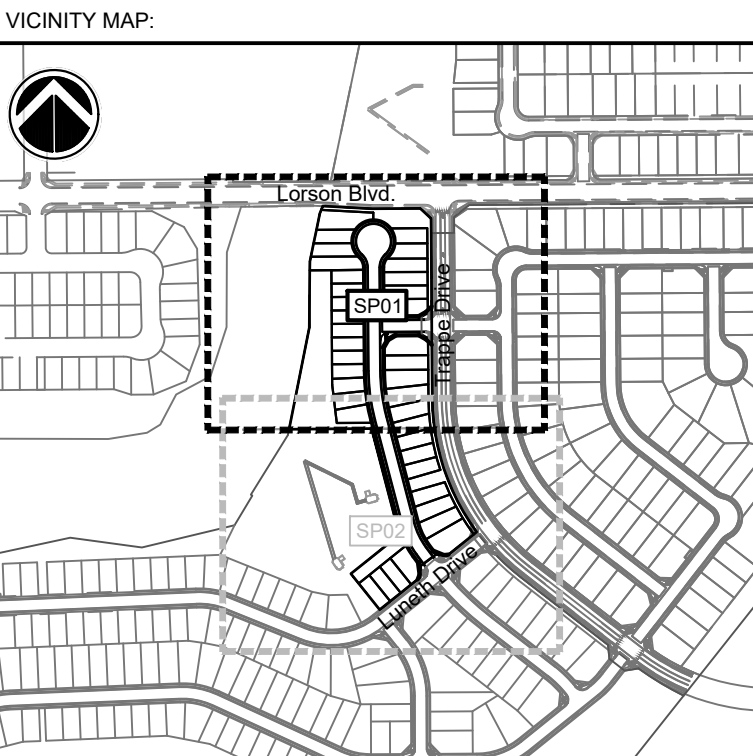 VICINITY MAP:
Lorson Blvd.
SP01
Trappe Drive
SP02
Luneth Drive